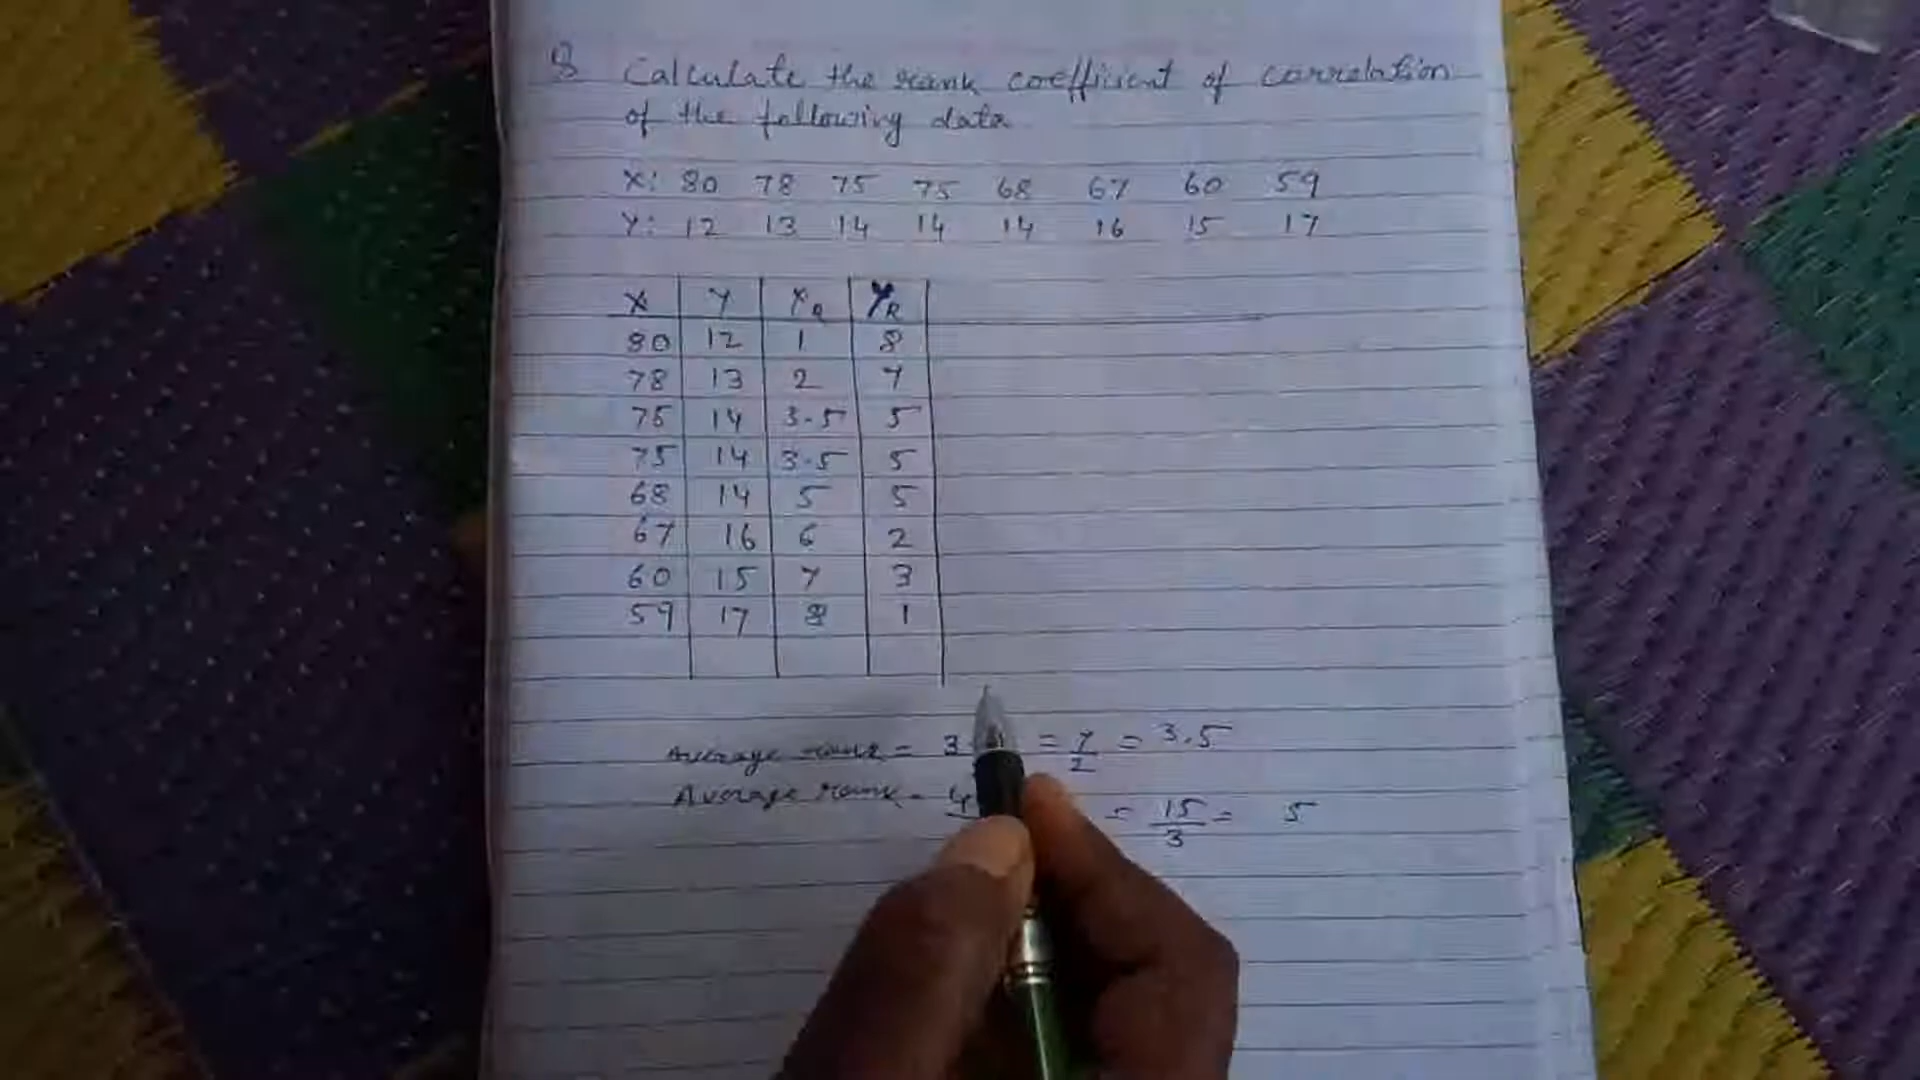 Q Calculate the rank coefficient of correlation
of the following data
X: 80 78 75 75 68 67 60 59
Y: 12 13 14 14 14 16 15 17
X Y XR YR
80 12 1 8
78 13 2 7
75 14 3.5 5
75 14 3.5 5
68 14 5 5
67 16 6 2
60 15 7 3
59 17 8 1
Average rank = 3 = 7/2 = 3.5
Average rank = 4 = 15/3 = 5